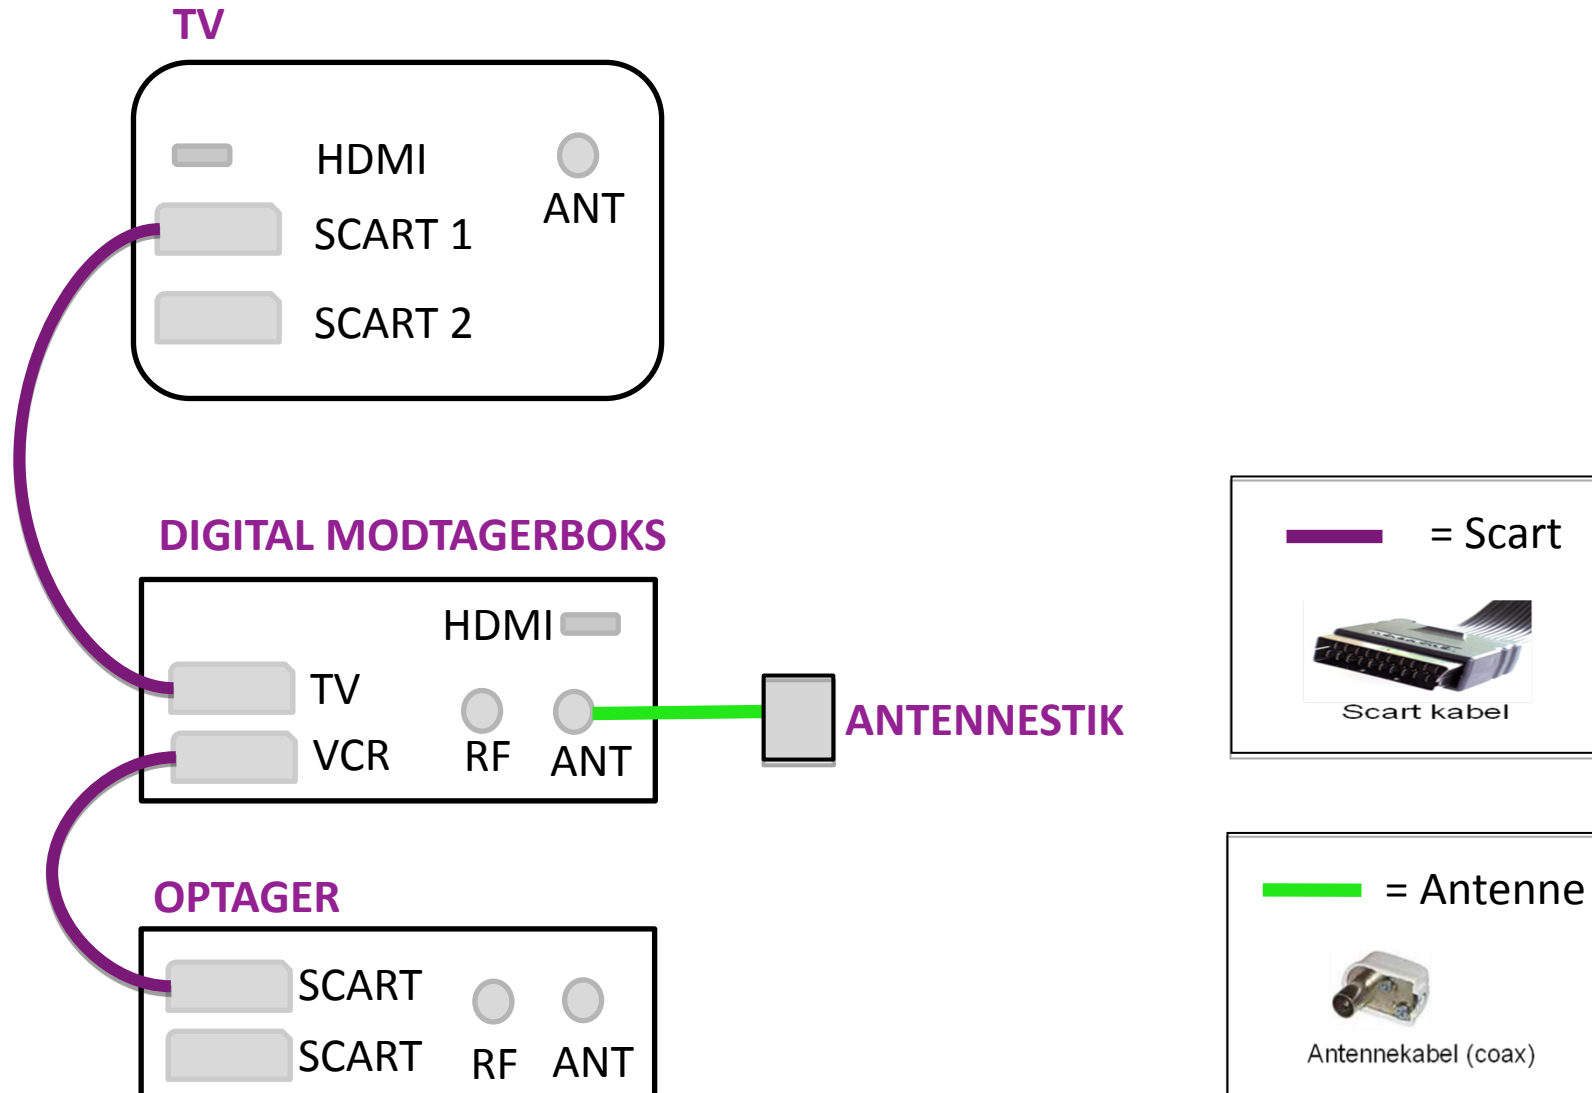 TV
HDMI
ANT
SCART 1
SCART 2
DIGITAL MODTAGERBOKS
HDMI
TV
VCR
RF
ANT
ANTENNESTIK
OPTAGER
SCART
SCART
RF
ANT
= Scart
Scart kabel
= Antenne
Antennekabel (coax)